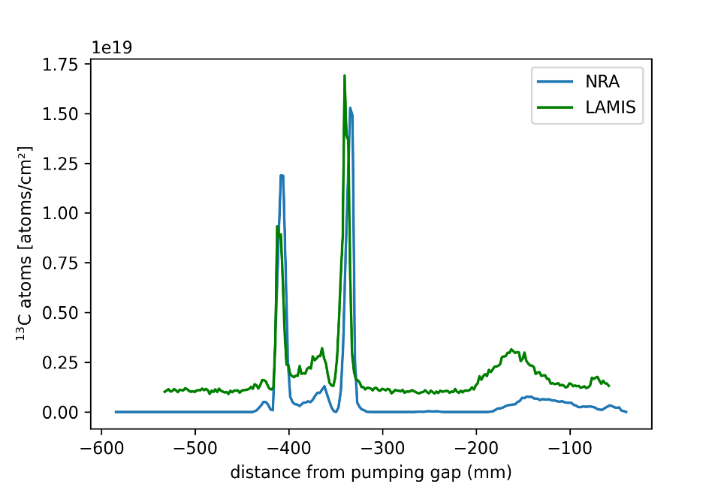 1e19
1.75
1.50
1.25
1.00
0.75
0.50
0.25
0.00
¹³C atoms [atoms/cm²]
−600 −500 −400 −300 −200 −100
distance from pumping gap (mm)
NRA
LAMIS